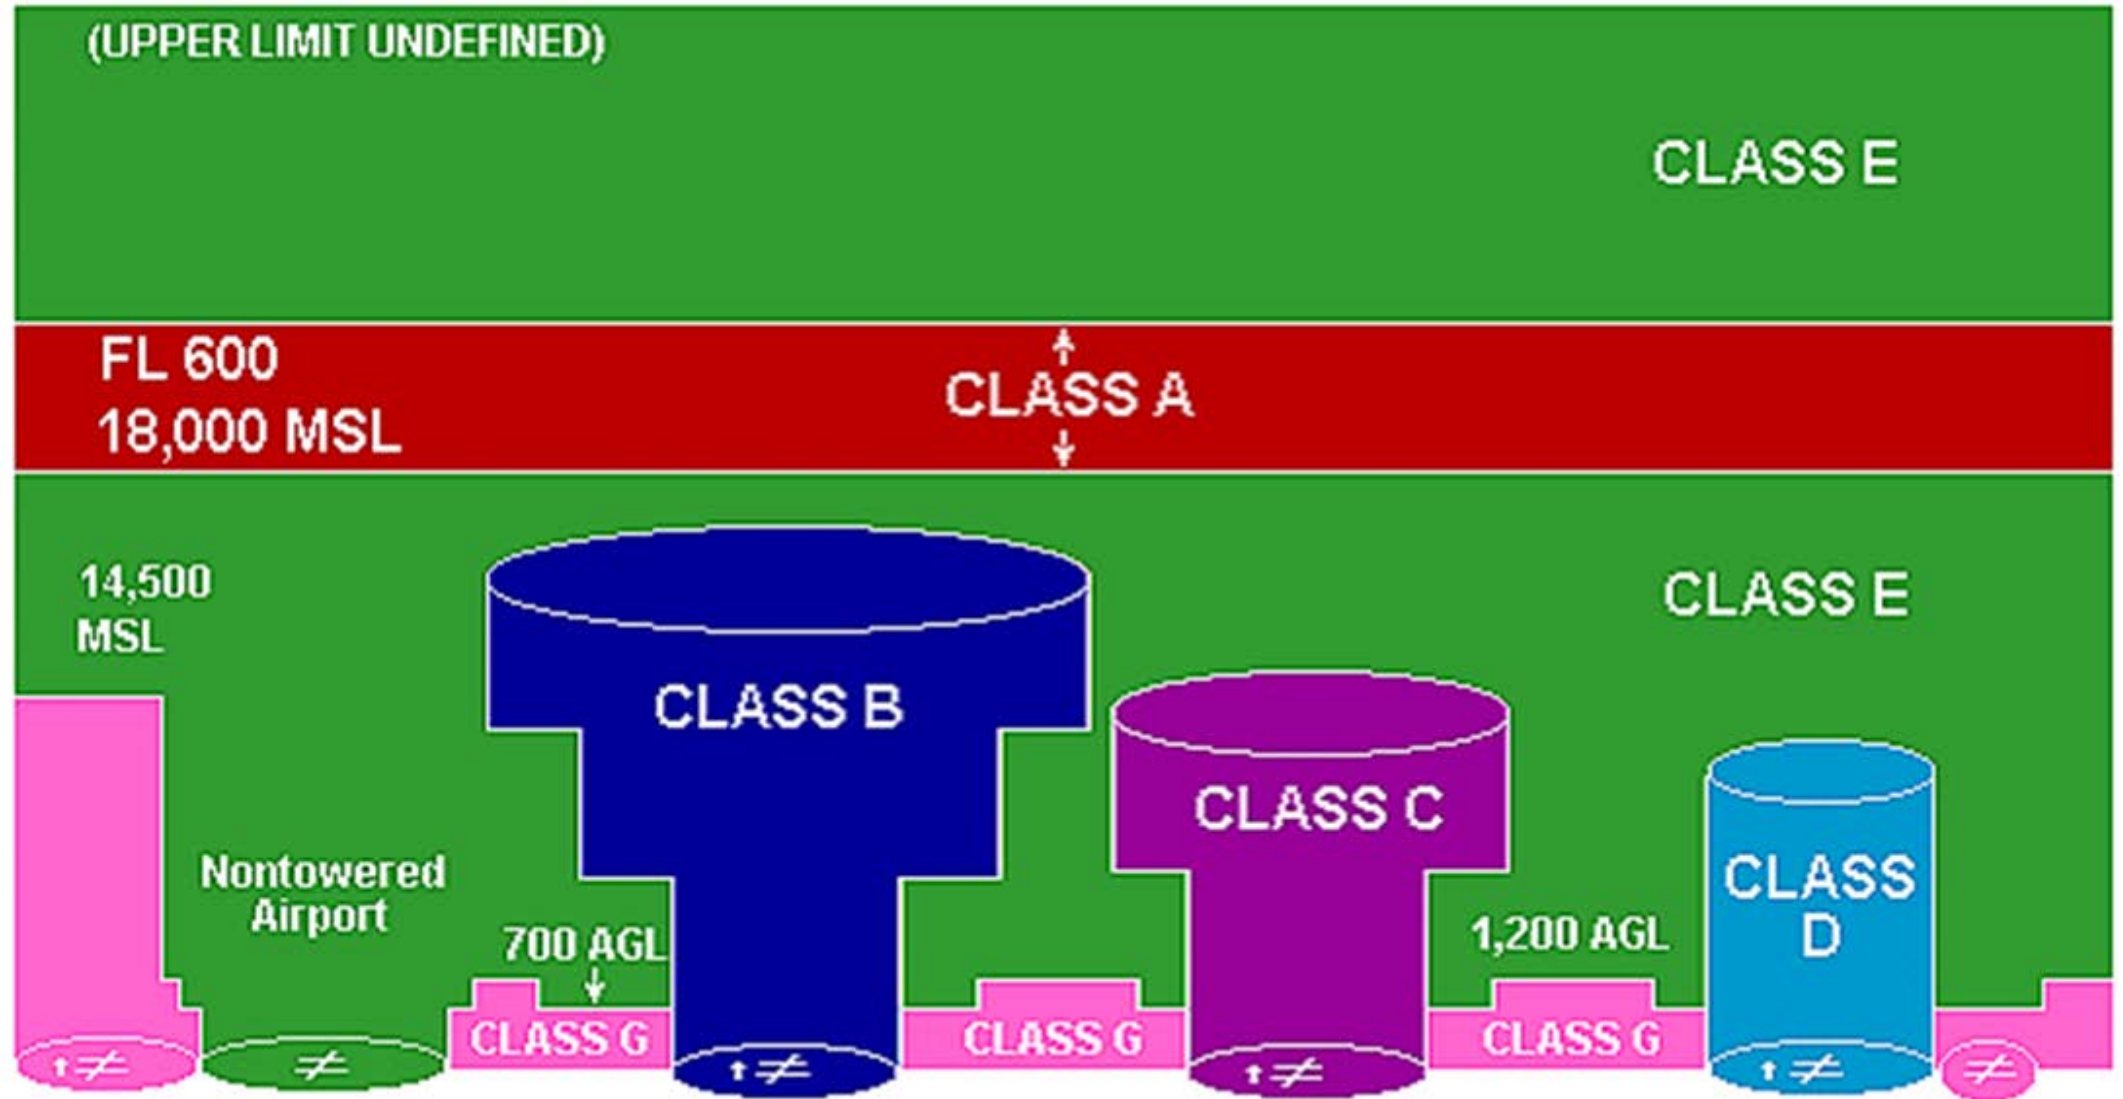 (UPPER LIMIT UNDEFINED)
CLASS E
FL 600
CLASS A
18,000 MSL
14,500
MSL
CLASS E
CLASS B
CLASS C
Nontowered
Airport
CLASS
D
700 AGL
1,200 AGL
CLASS G
CLASS G
CLASS G